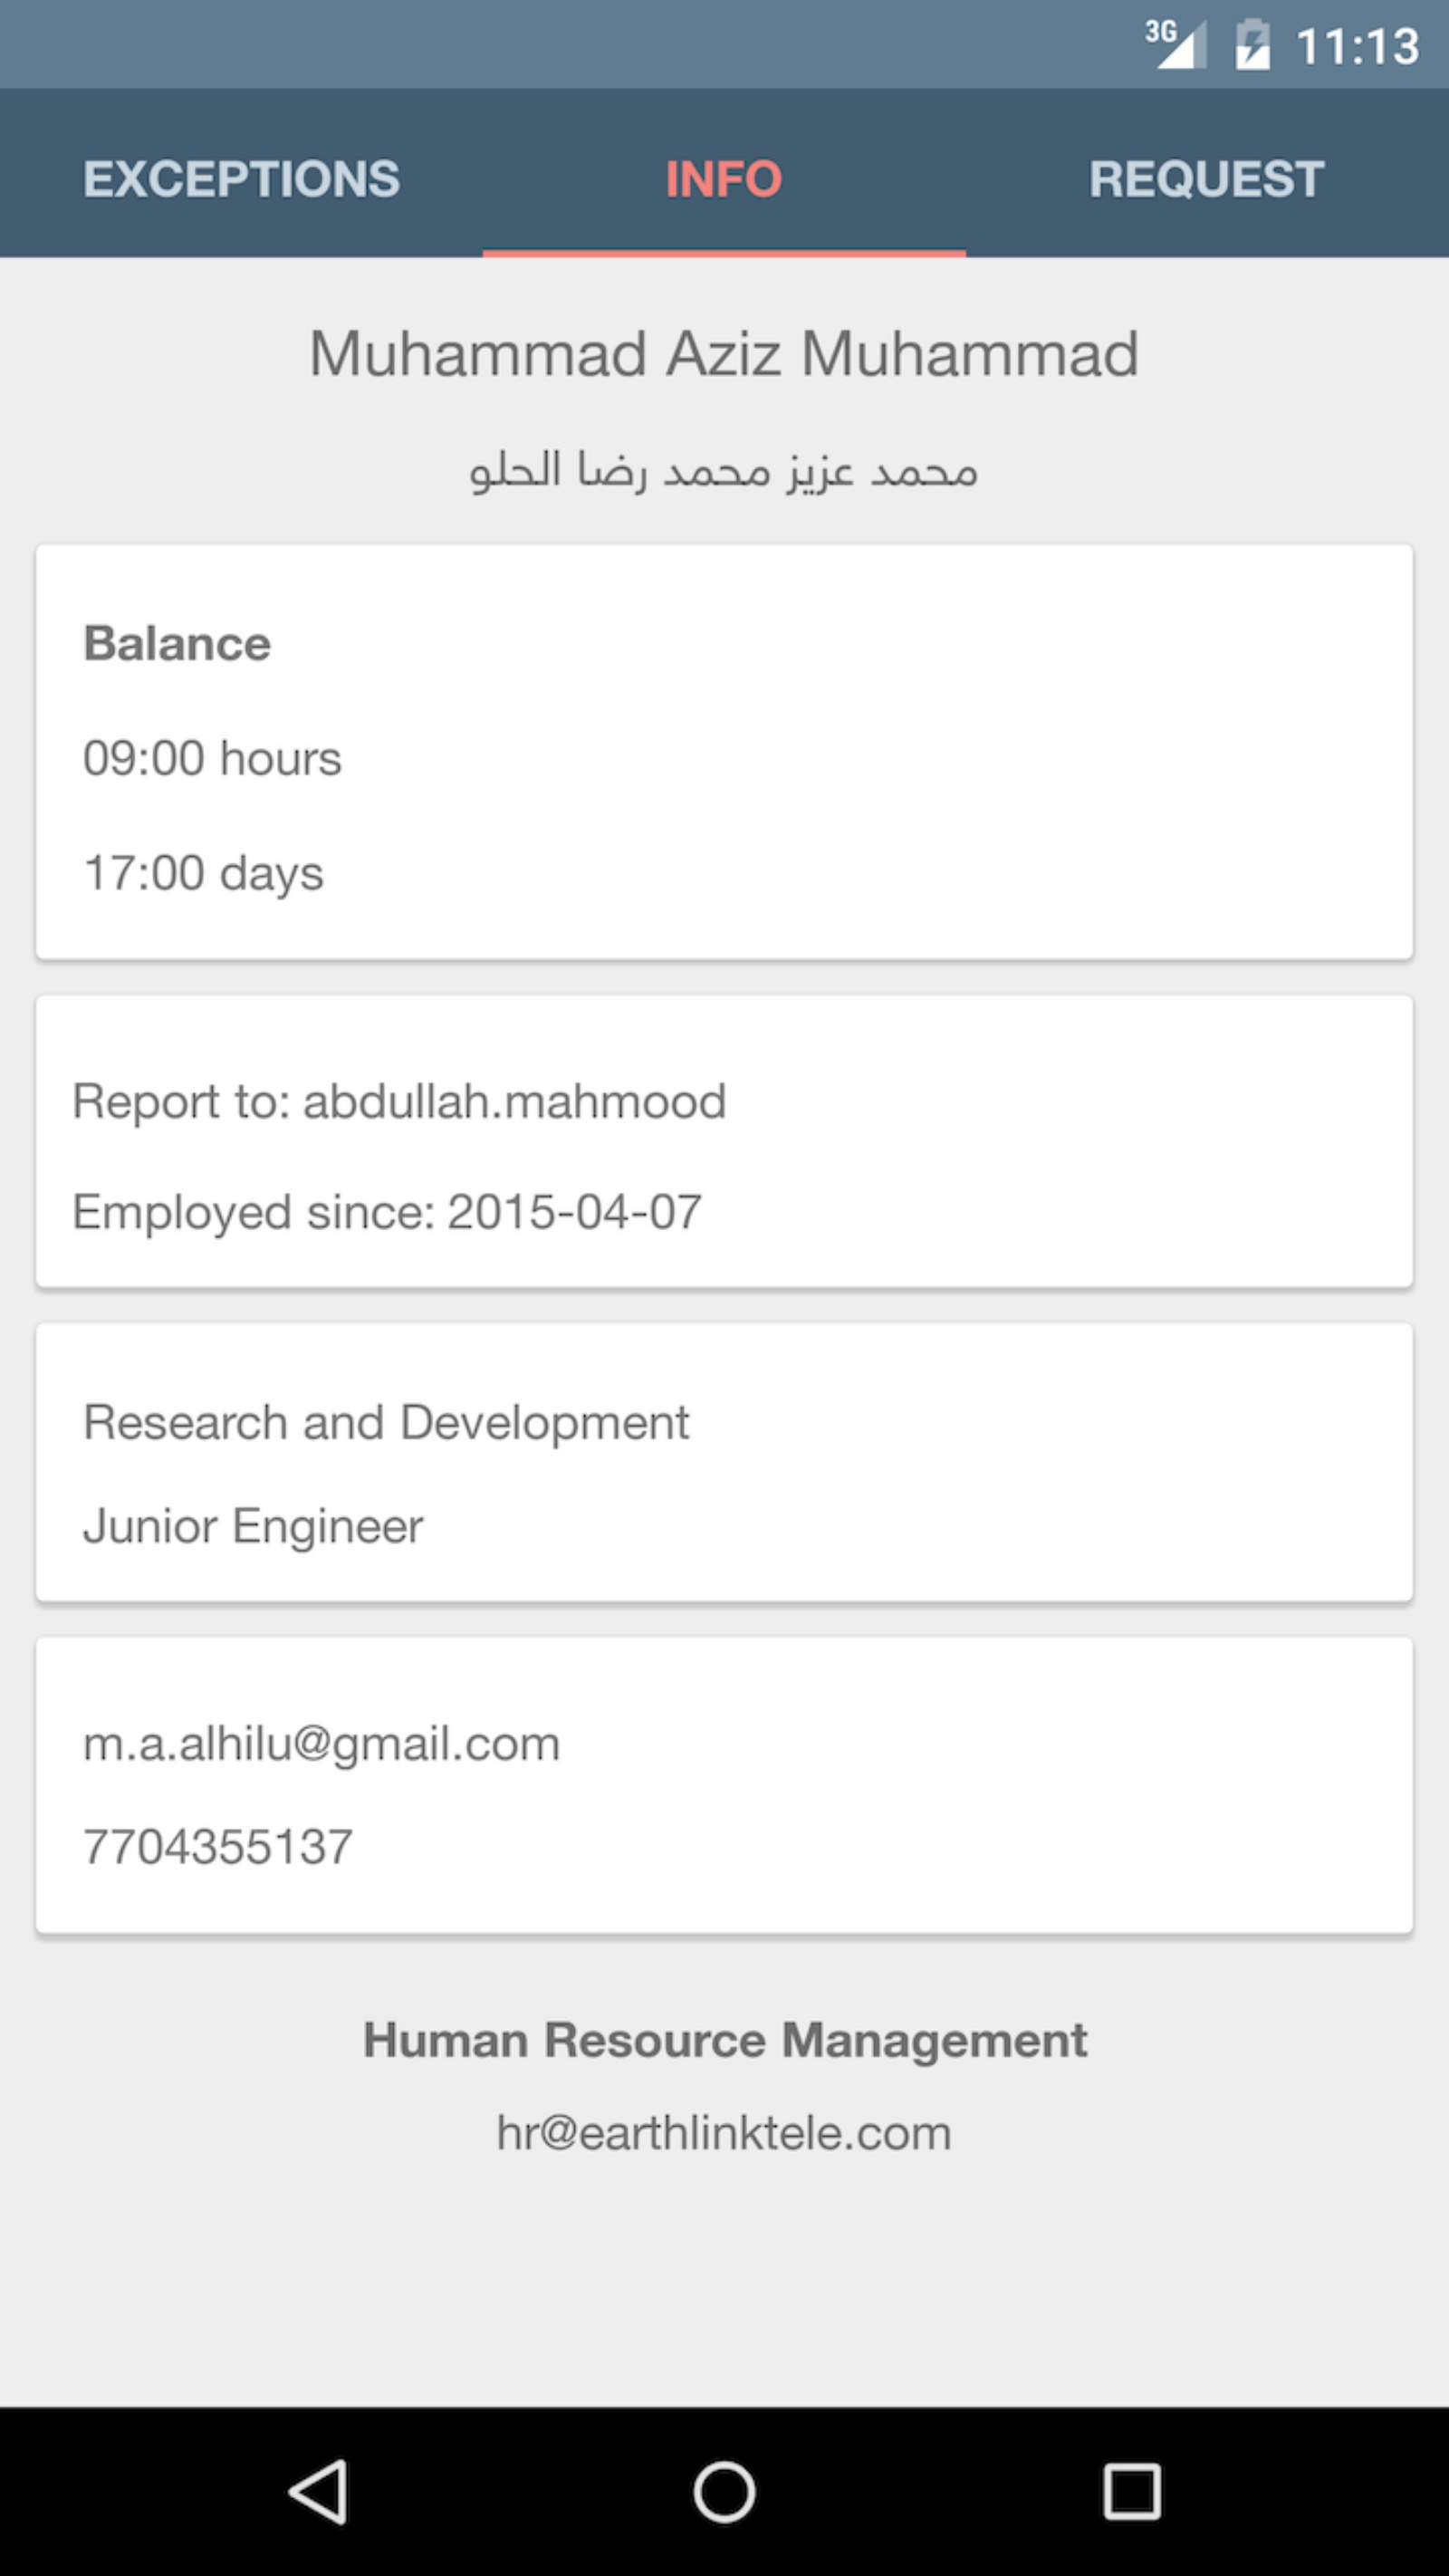 3G 11:13
EXCEPTIONS INFO REQUEST
Muhammad Aziz Muhammad
محمد عزيز محمد رضا الحلو
Balance
09:00 hours
17:00 days
Report to: abdullah.mahmood
Employed since: 2015-04-07
Research and Development
Junior Engineer
m.a.alhilu@gmail.com
7704355137
Human Resource Management
hr@earthlinktele.com